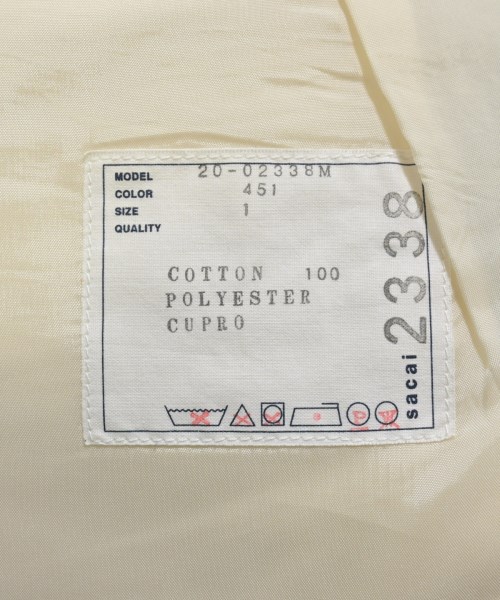 MODEL 20-02338M
COLOR 451
SIZE 1
QUALITY
COTTON 100
POLYESTER
CUPRO
sacai 2338
P